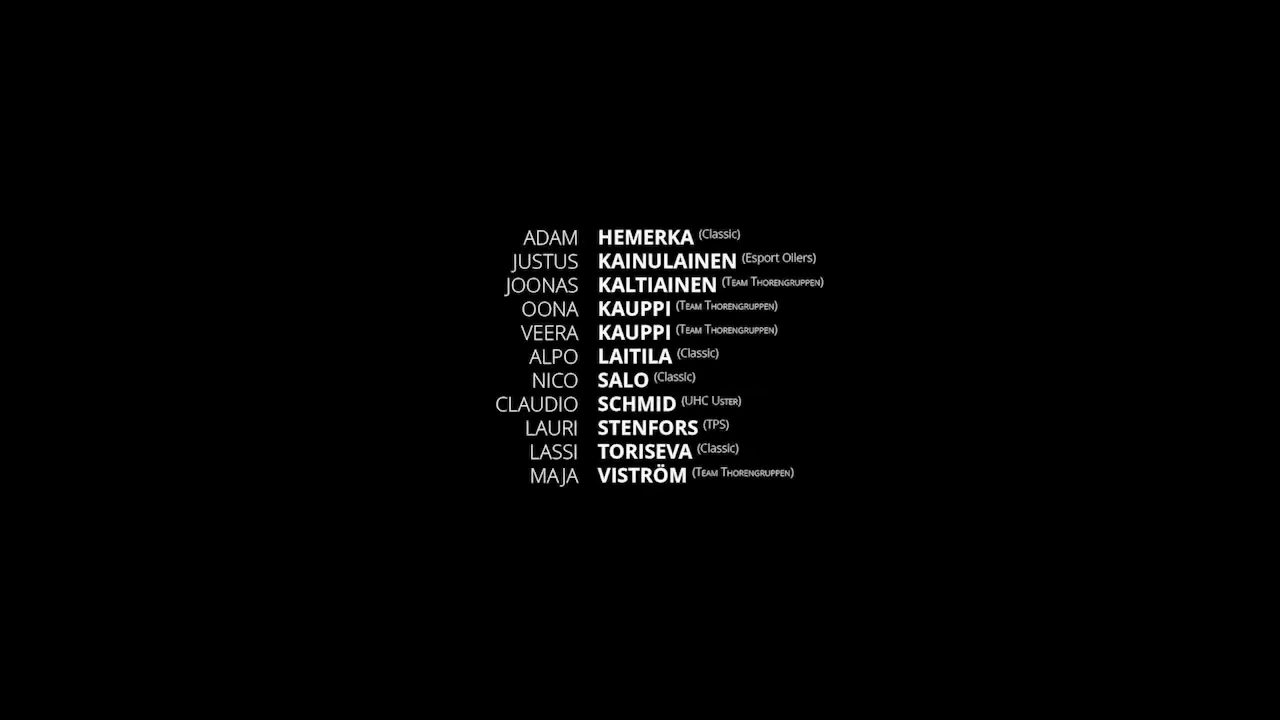 ADAM HEMERKA (Classic)
JUSTUS KAINULAINEN (Esport Oilers)
JOONAS KALTIAINEN (Team Thorengruppen)
OONA KAUPPI (Team Thorengruppen)
VEERA KAUPPI (Team Thorengruppen)
ALPO LAITILA (Classic)
NICO SALO (Classic)
CLAUDIO SCHMID (UHC Uster)
LAURI STENFORS (TPS)
LASSI TORISEVA (Classic)
MAJA VISTRÖM (Team Thorengruppen)